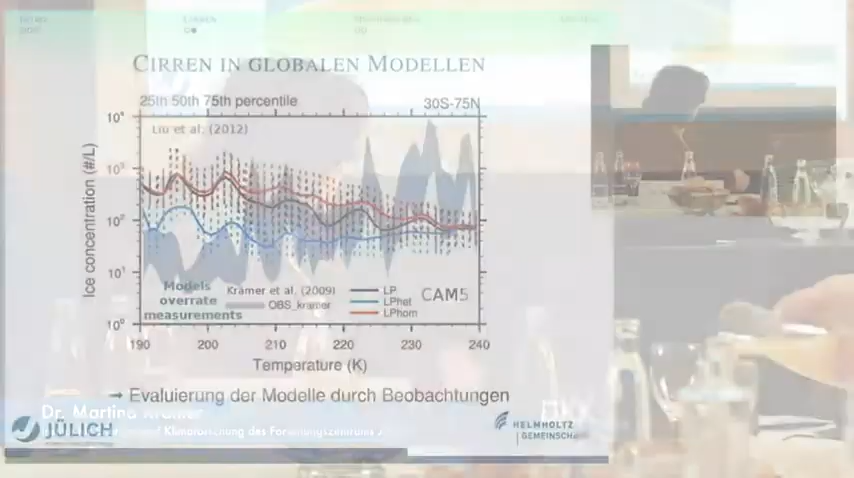 CIRREN IN GLOBALEN MODELLEN
25th 50th 75th percentile
30S-75N
Liu et al. (2012)
10⁴
10³
10²
10¹
10⁰
Ice concentration (#/L)
Models
overrate
measurements
Krämer et al. (2009)
OBS_kramer
LP
LPhet
LPhom
CAM5
190 200 210 220 230 240
Temperature (K)
→ Evaluierung der Modelle durch Beobachtungen
Dr. Martina Krämer
Klimaforschung des Forschungszentrums
JÜLICH
HELMHOLTZ
GEMEINSCHAFT